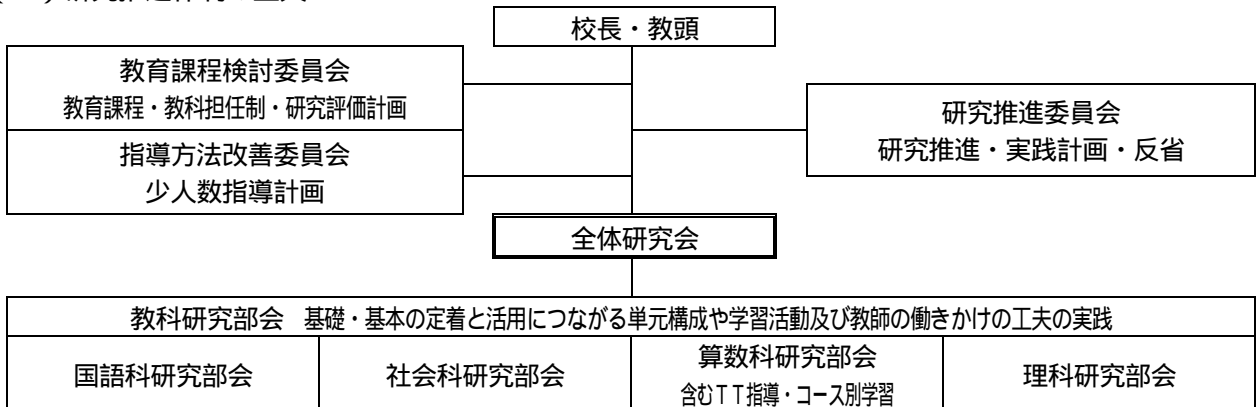 校長・教頭
教育課程検討委員会
教育課程・教科担任制・研究評価計画
指導方法改善委員会
少人数指導計画
研究推進委員会
研究推進・実践計画・反省
全体研究会
教科研究部会 基礎・基本の定着と活用につながる単元構成や学習活動及び教師の働きかけの工夫の実践
国語科研究部会
社会科研究部会
算数科研究部会
含むTT指導・コース別学習
理科研究部会